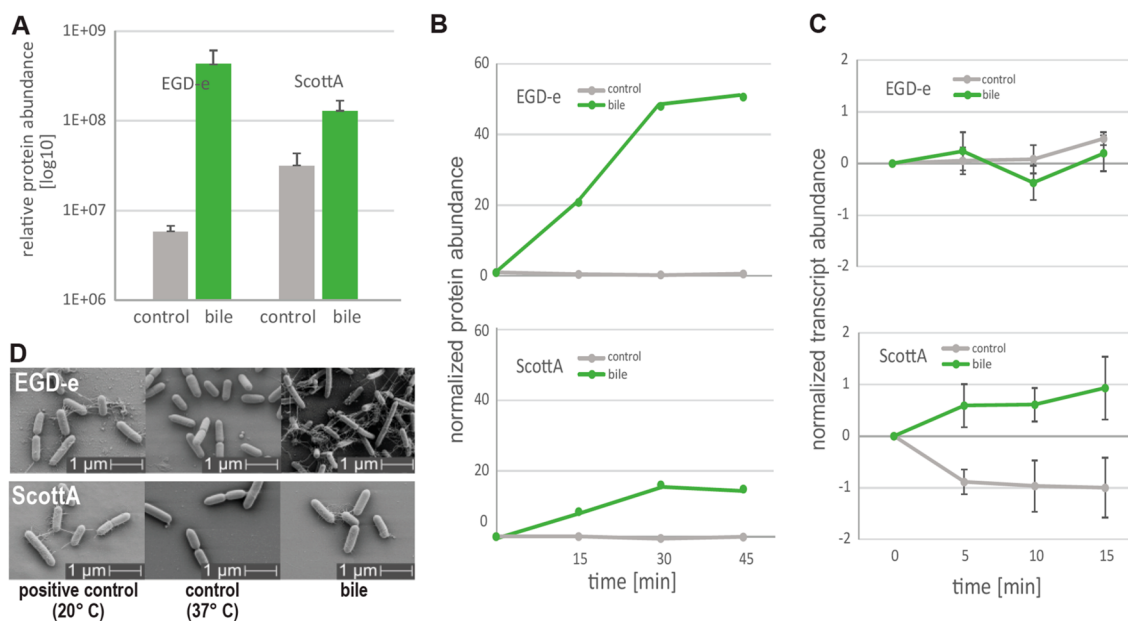 A
relative protein abundance
[log10]
1E+09
1E+08
1E+07
1E+06
EGD-e
ScottA
control
bile
control
bile
B
normalized protein abundance
60
40
20
0
EGD-e
control
bile
60
40
20
0
ScottA
control
bile
15
30
45
time [min]
C
normalized transcript abundance
2
1
0
-1
-2
EGD-e
control
bile
2
1
0
-1
-2
ScottA
control
bile
0
5
10
15
time [min]
D
EGD-e
1 µm
1 µm
1 µm
ScottA
1 µm
1 µm
1 µm
positive control
(20° C)
control
(37° C)
bile